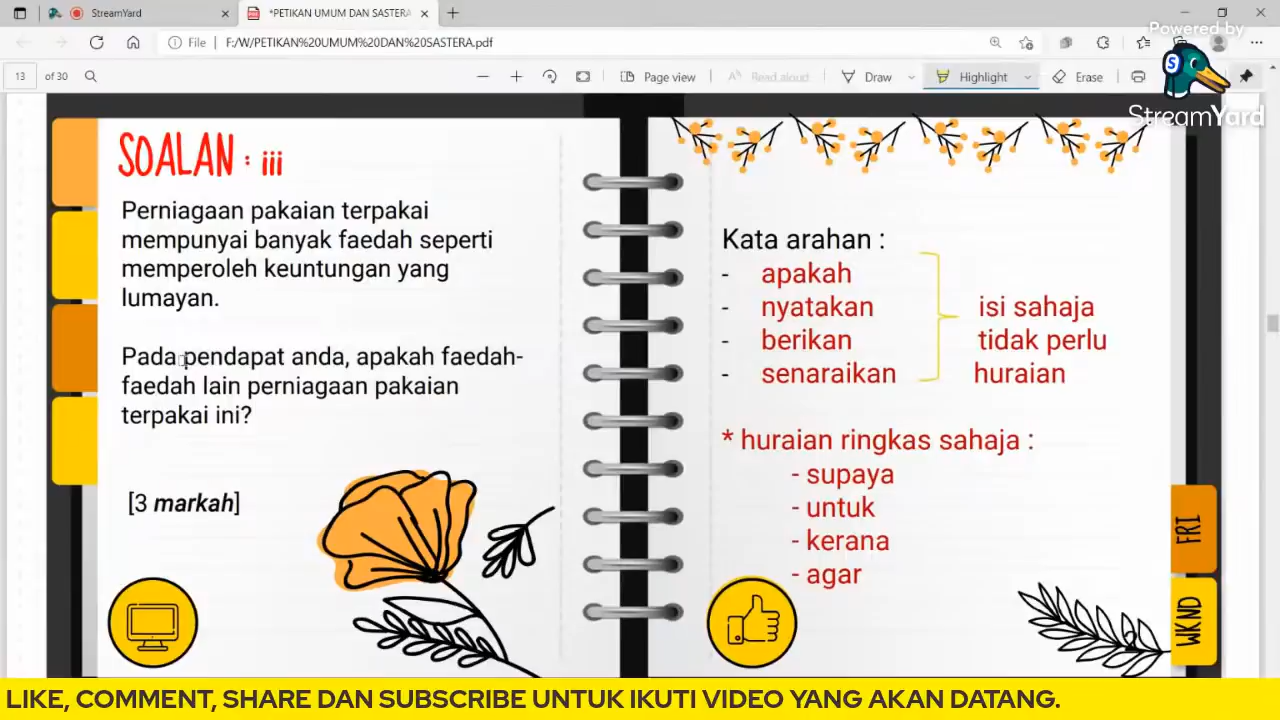 StreamYard
*PETIKAN UMUM DAN SASTERA
File
F:/W/PETIKAN%20UMUM%20DAN%20SASTERA.pdf
Powered by
StreamYard
13 of 30
Page view
Read aloud
Draw
Highlight
Erase
SOALAN : iii
Perniagaan pakaian terpakai
mempunyai banyak faedah seperti
memperoleh keuntungan yang
lumayan.
Pada pendapat anda, apakah faedah-
faedah lain perniagaan pakaian
terpakai ini?
[3 markah]
Kata arahan :
- apakah
- nyatakan
- berikan
- senaraikan
isi sahaja
tidak perlu
huraian
* huraian ringkas sahaja :
- supaya
- untuk
- kerana
- agar
FRI
WKND
LIKE, COMMENT, SHARE DAN SUBSCRIBE UNTUK IKUTI VIDEO YANG AKAN DATANG.